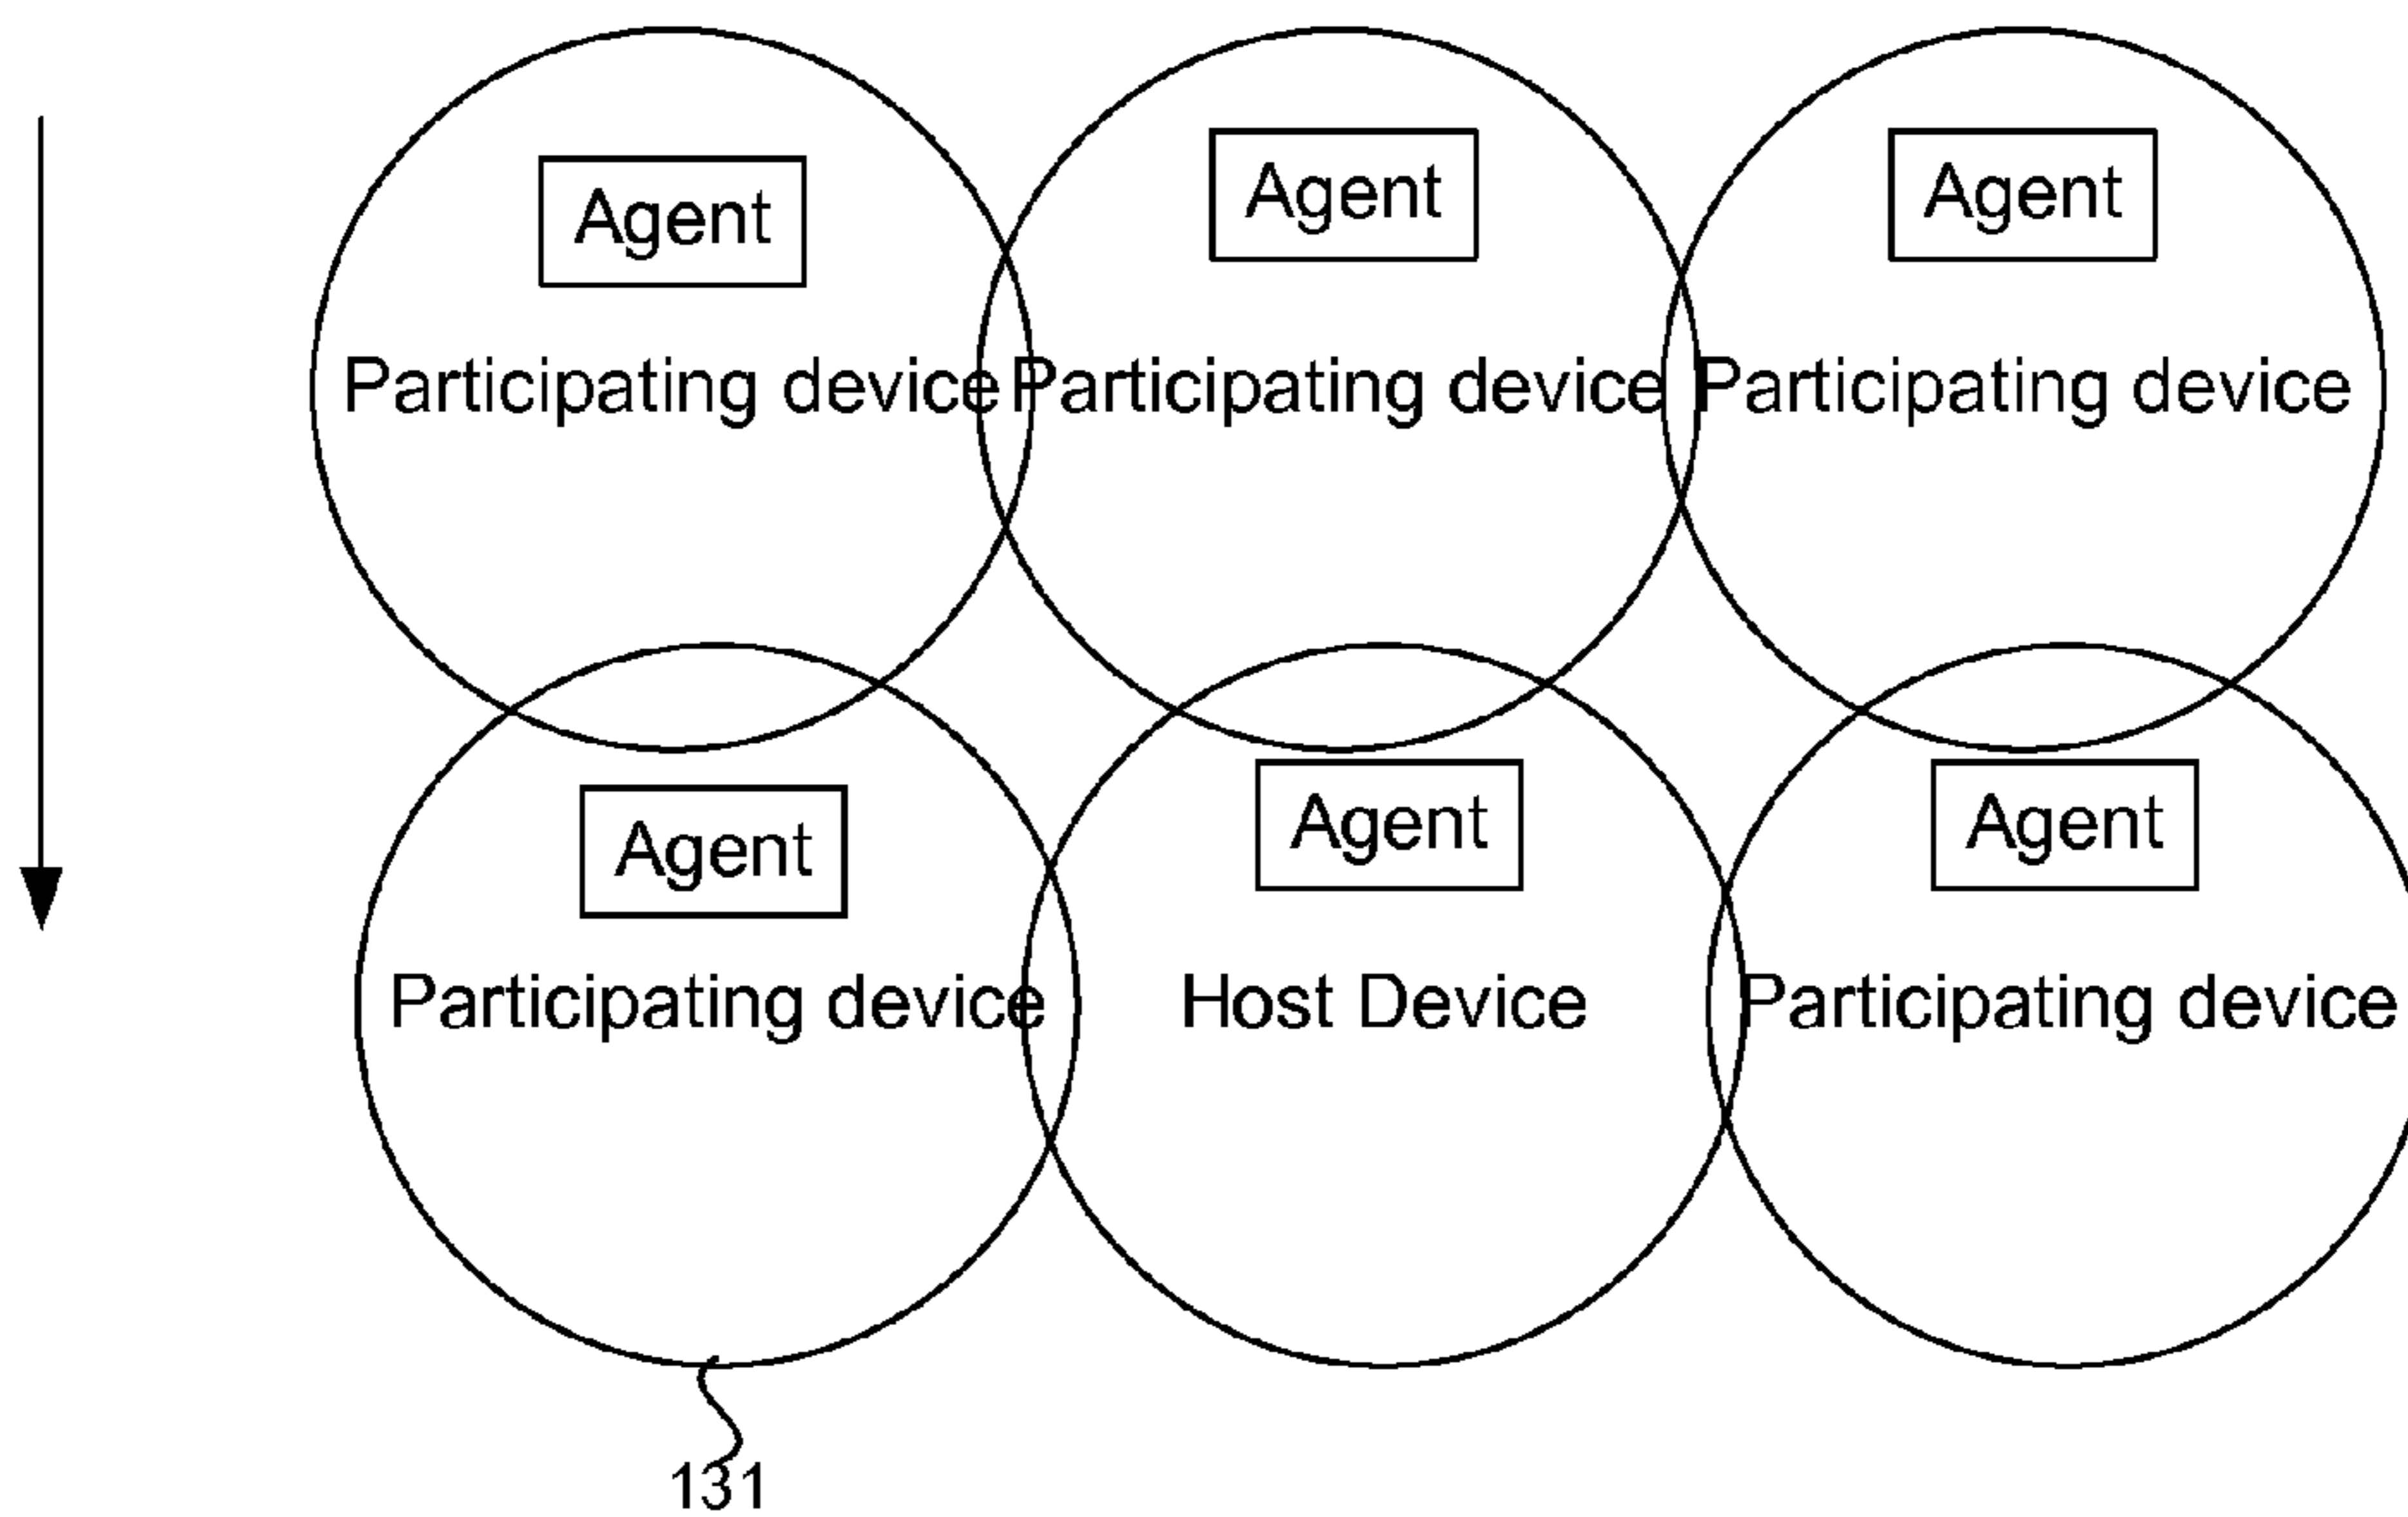 Agent Agent Agent
Participating device Participating device Participating device
Agent Agent Agent
Participating device Host Device Participating device
131